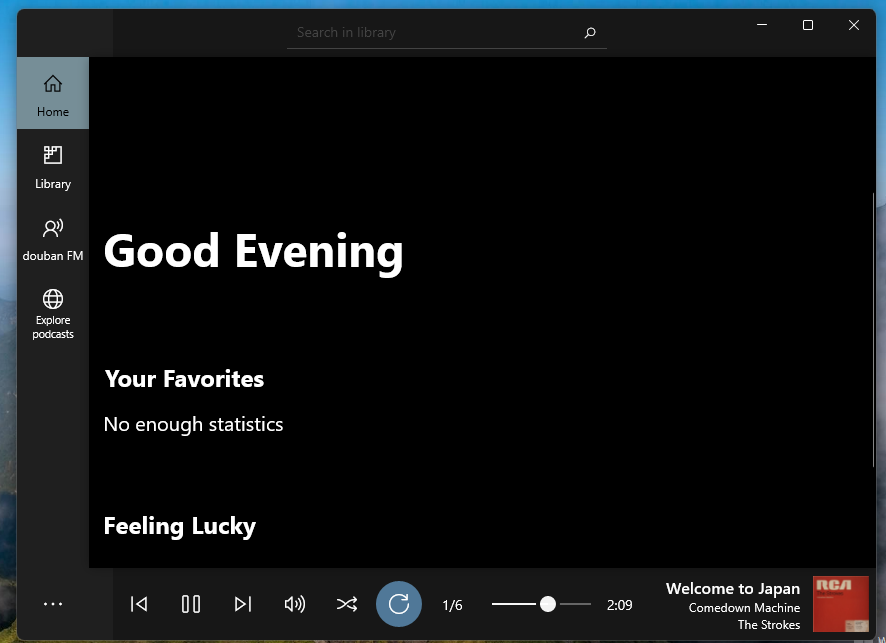 Search in library
Home
Library
douban FM
Explore
podcasts
Good Evening
Your Favorites
No enough statistics
Feeling Lucky
1/6
2:09
Welcome to Japan
Comedown Machine
The Strokes
RCA